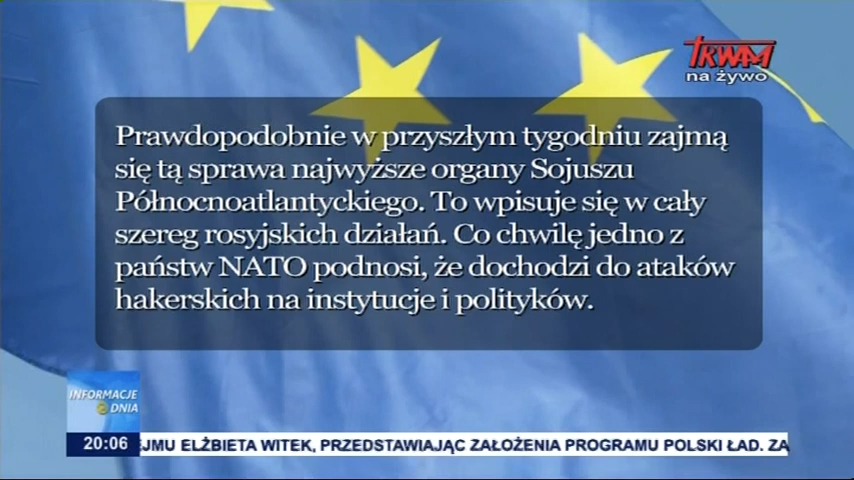 TRWAM
na żywo
Prawdopodobnie w przyszłym tygodniu zajmą
się tą sprawa najwyższe organy Sojuszu
Północnoatlantyckiego. To wpisuje się w cały
szereg rosyjskich działań. Co chwilę jedno z
państw NATO podnosi, że dochodzi do ataków
hakerskich na instytucje i polityków.
INFORMACJE
DNIA
20:06 EJMU ELŻBIETA WITEK, PRZEDSTAWIAJĄC ZAŁOŻENIA PROGRAMU POLSKI ŁAD. ZA